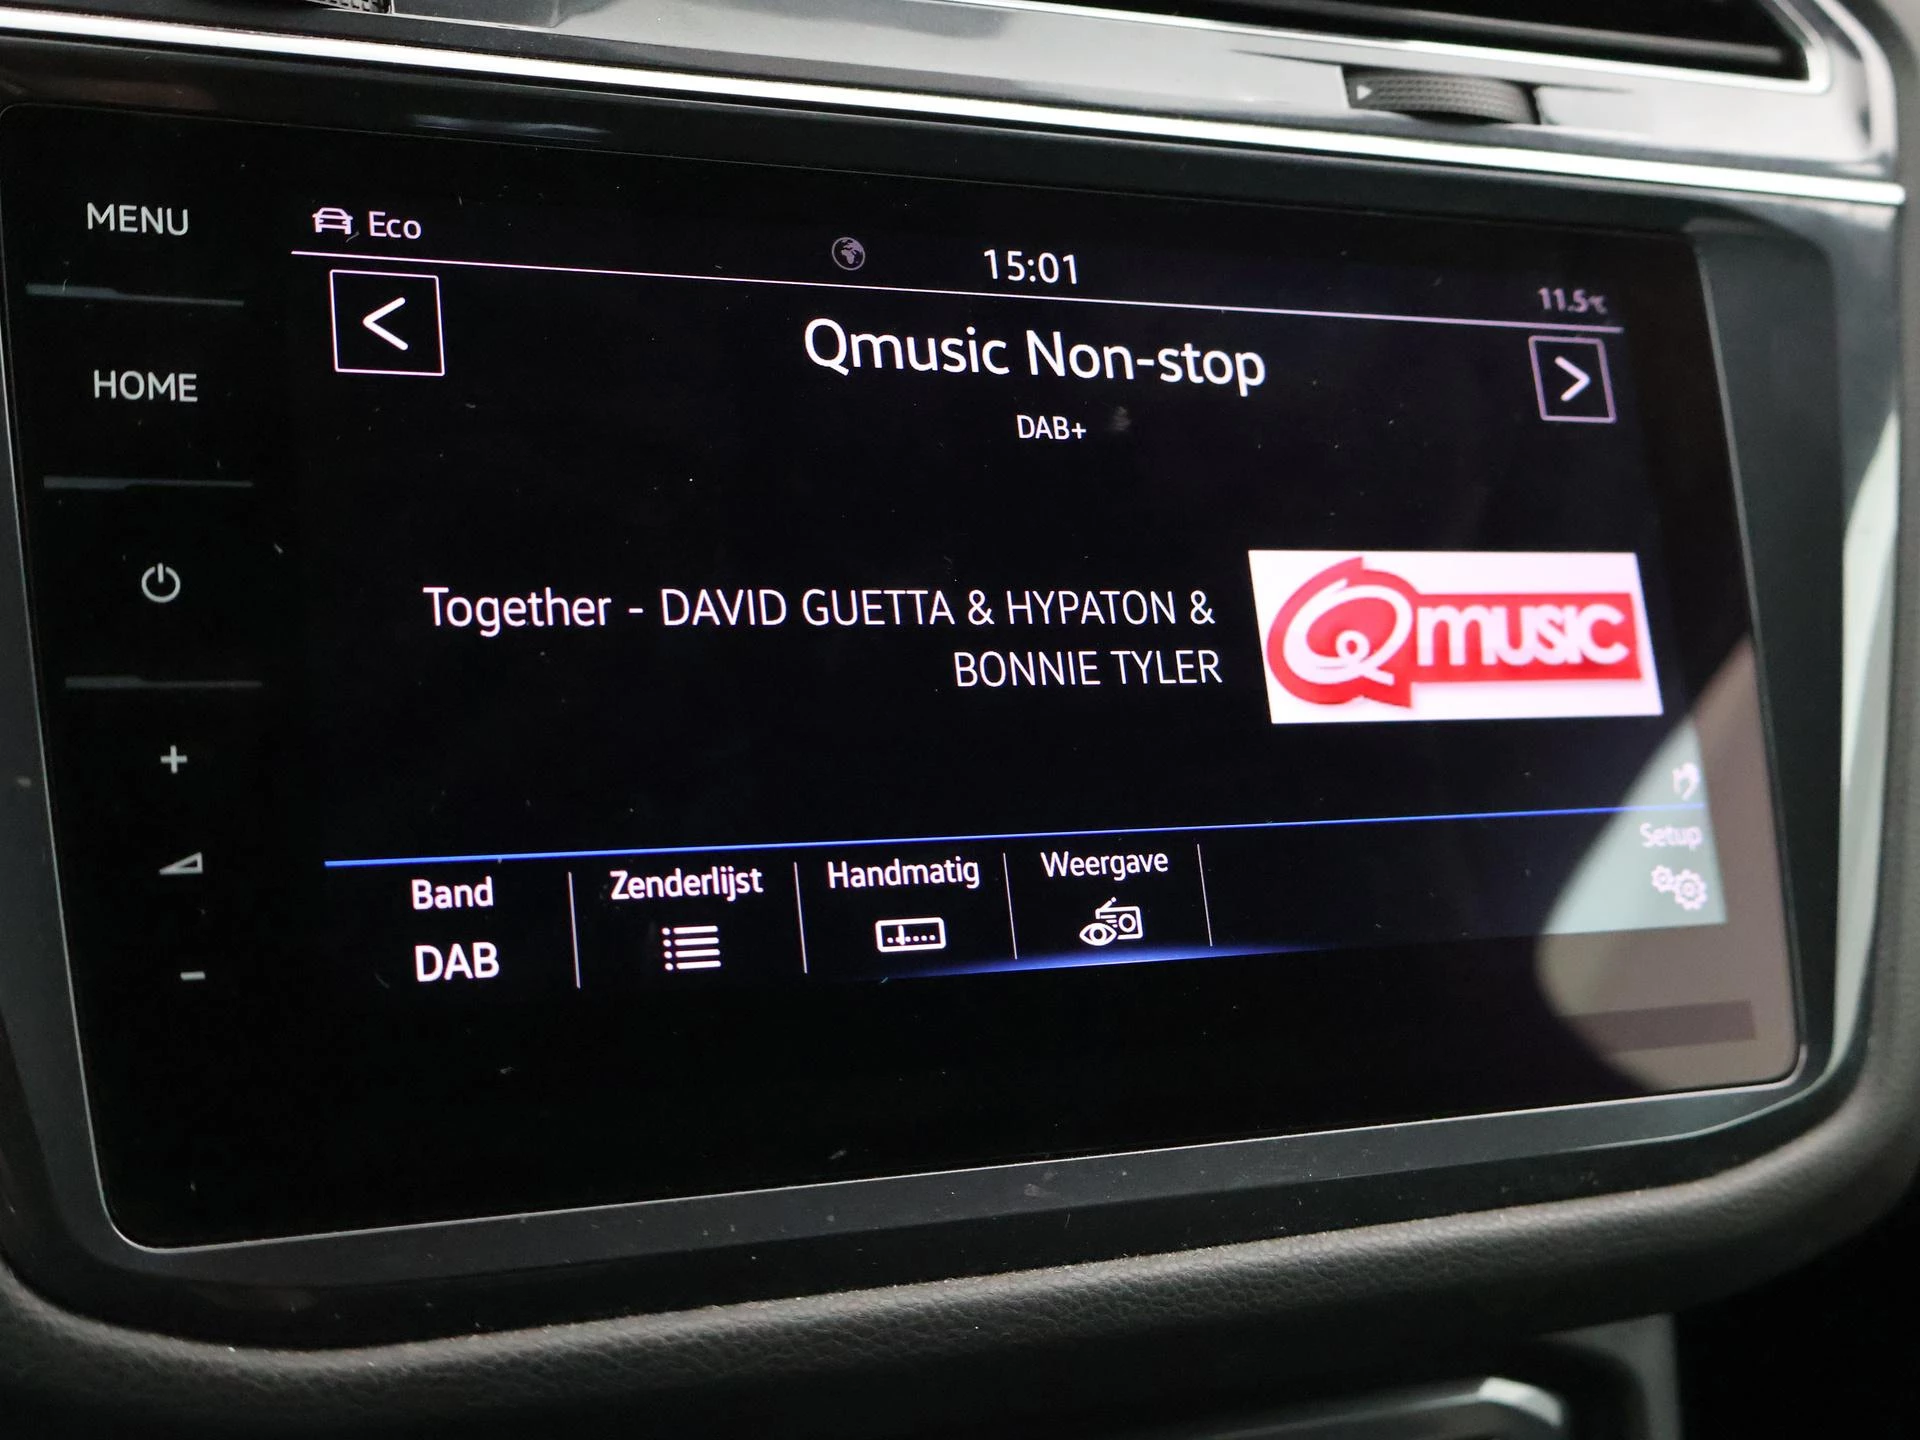 MENU
Eco
15:01
11.5°C
HOME
Qmusic Non-stop
DAB+
Together - DAVID GUETTA & HYPATON &
BONNIE TYLER
Qmusic
Band
Zenderlijst
Handmatig
Weergave
Setup
DAB